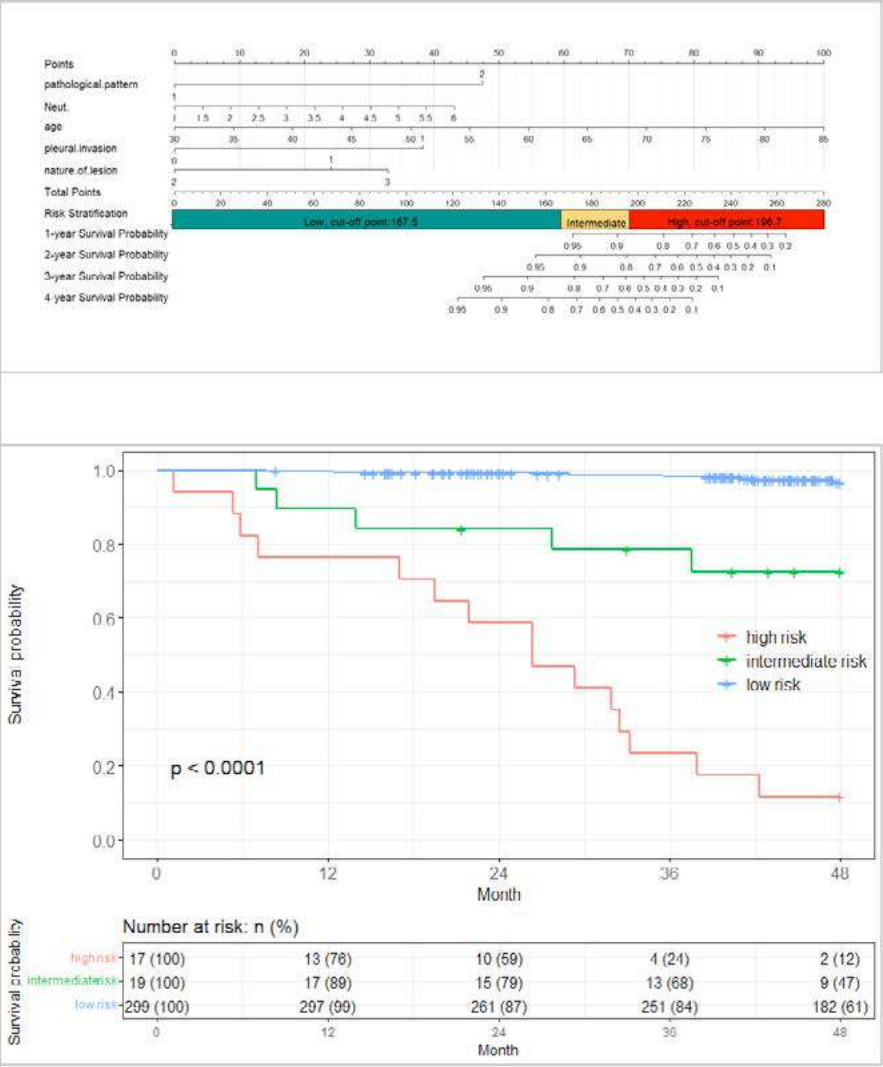 Points 0 10 20 30 40 50 60 70 80 90 100
pathological.pattern 1 2
Neut. 1 1.5 2 2.5 3 3.5 4 4.5 5 5.5 6
age 30 35 40 45 50 55 60 65 70 75 80 85
pleural.invasion 0 1
nature.of.lesion 2 1 3
Total Points 0 20 40 60 80 100 120 140 160 180 200 220 240 260 280
Risk Stratification Low, cut-off point:167.5 Intermediate High, cut-off point:196.7
1-year Survival Probability 0.95 0.9 0.8 0.7 0.6 0.5 0.4 0.3 0.2
2-year Survival Probability 0.95 0.9 0.8 0.7 0.6 0.5 0.4 0.3 0.2 0.1
3-year Survival Probability 0.95 0.9 0.8 0.7 0.6 0.5 0.4 0.3 0.2 0.1
4-year Survival Probability 0.95 0.9 0.8 0.7 0.6 0.5 0.4 0.3 0.2 0.1
Survival probability
1.0
0.8
0.6
0.4
0.2
0.0
high risk
intermediate risk
low risk
p < 0.0001
0 12 24 36 48
Month
Number at risk: n (%)
Survival probability
high risk 17 (100) 13 (76) 10 (59) 4 (24) 2 (12)
intermediate risk 19 (100) 17 (89) 15 (79) 13 (68) 9 (47)
low risk 299 (100) 297 (99) 261 (87) 251 (84) 182 (61)
0 12 24 36 48
Month